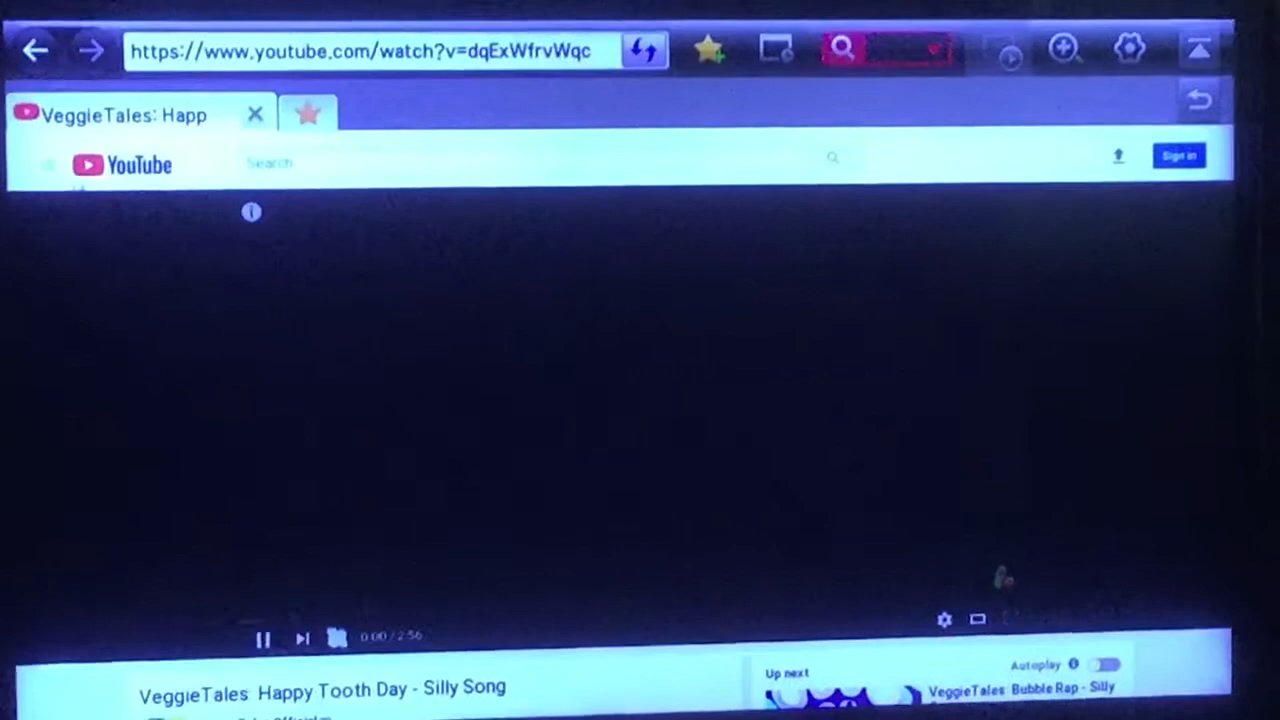 https://www.youtube.com/watch?v=dqExWfrvWqc
VeggieTales: Happ
YouTube
Search
Sign in
0:00 / 2:56
VeggieTales Happy Tooth Day - Silly Song
Up next
Autoplay
VeggieTales Bubble Rap - Silly